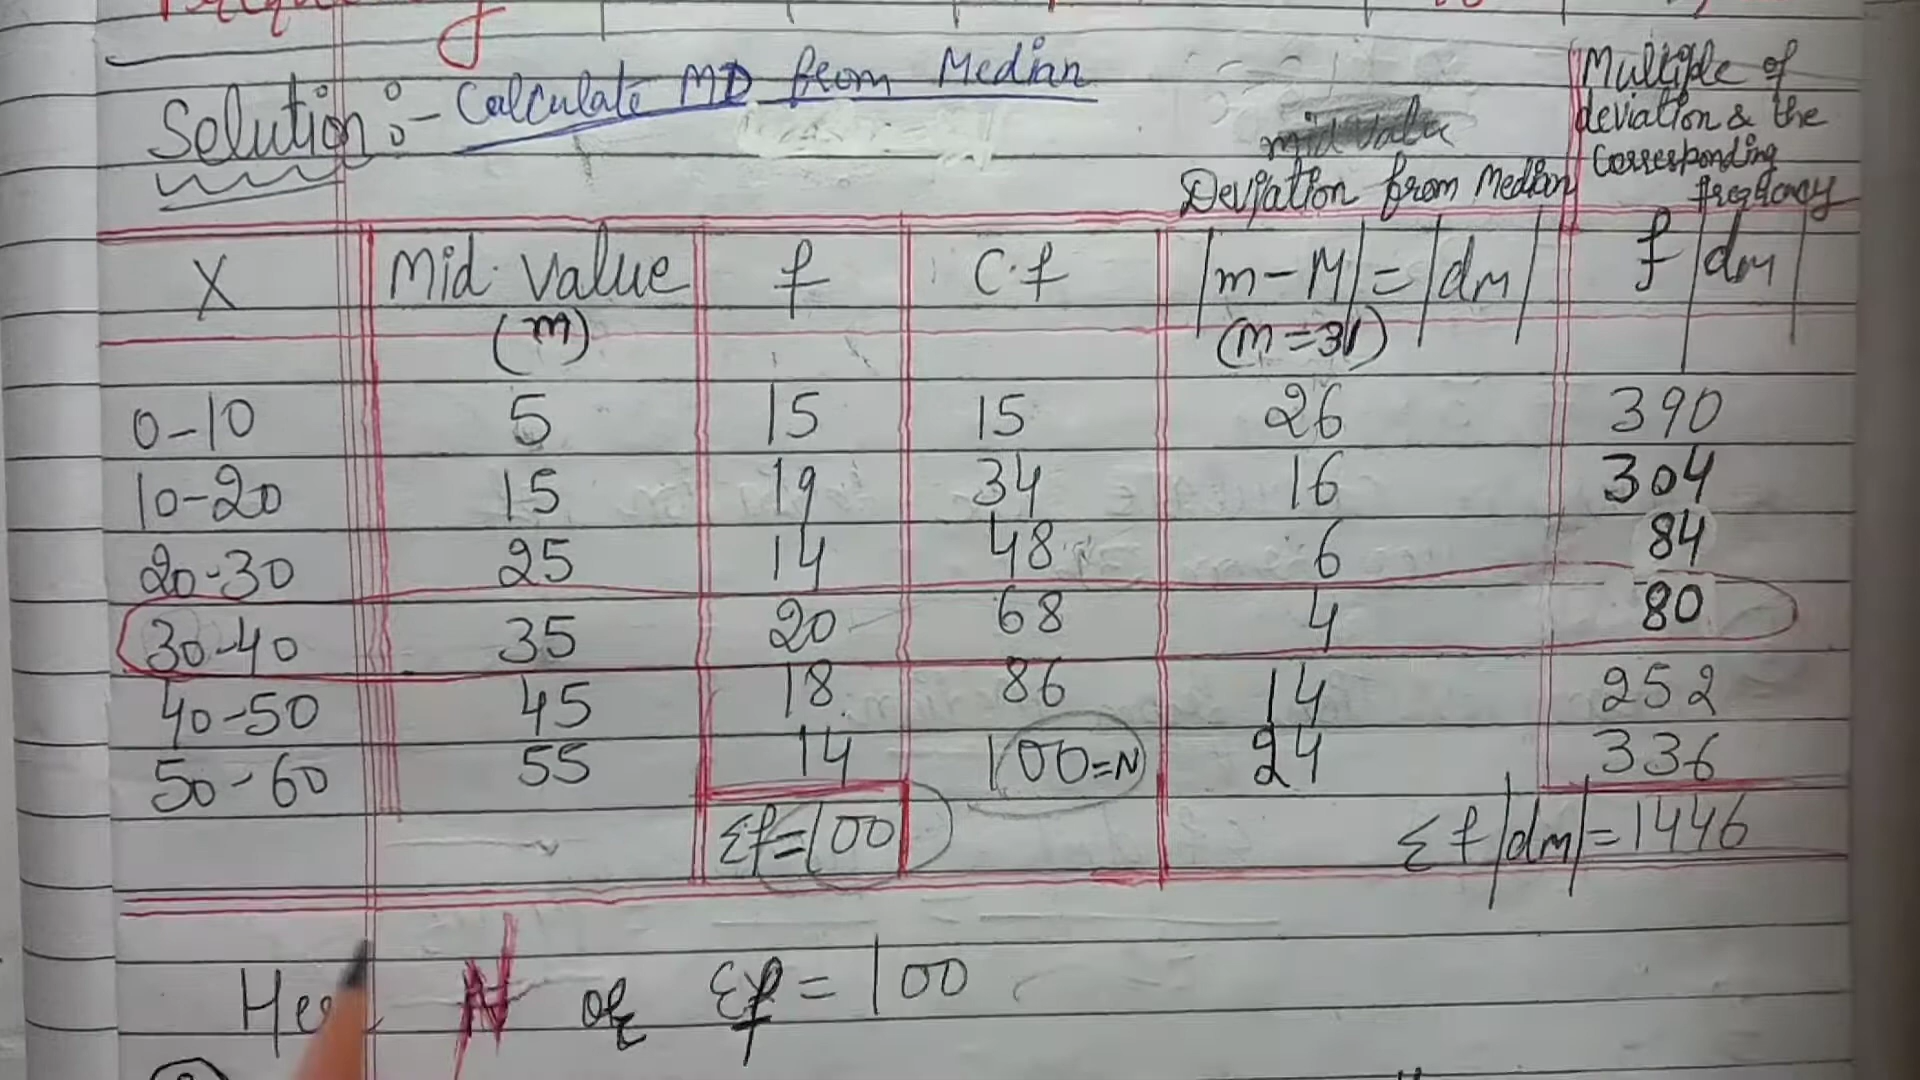 Solution:- Calculate MD from Median
mid valu
Deviation from Median
Multiple of
deviation & the
Corresponding
freqency
X Mid. Value f C.f |m-M|=|dm| f|dm|
(m) (m=31)
0-10 5 15 15 26 390
10-20 15 19 34 16 304
20-30 25 14 48 6 84
30-40 35 20 68 4 80
40-50 45 18 86 14 252
50-60 55 14 100=N 24 336
Σf=100 Σf|dm|=1446
N or Σf=100